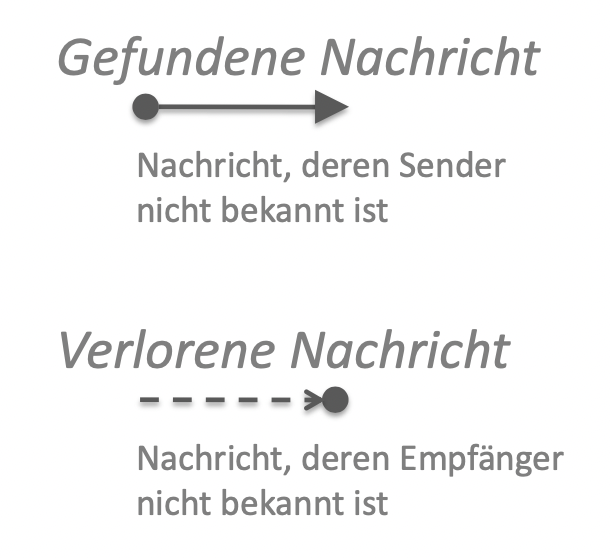 Gefundene Nachricht
Nachricht, deren Sender
nicht bekannt ist
Verlorene Nachricht
Nachricht, deren Empfänger
nicht bekannt ist